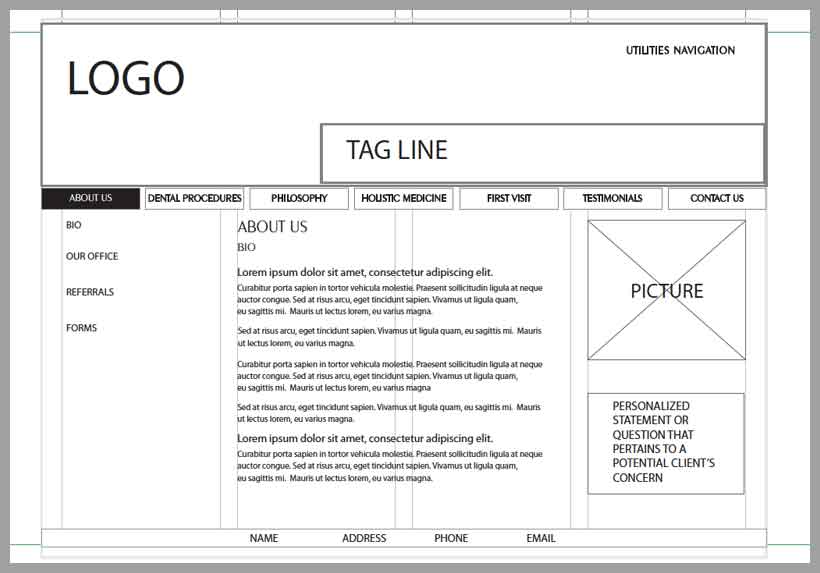 UTILITIES NAVIGATION
LOGO
TAG LINE
ABOUT US
DENTAL PROCEDURES
PHILOSOPHY
HOLISTIC MEDICINE
FIRST VISIT
TESTIMONIALS
CONTACT US
BIO
OUR OFFICE
REFERRALS
FORMS
ABOUT US
BIO
Lorem ipsum dolor sit amet, consectetur adipiscing elit.
Curabitur porta sapien in tortor vehicula molestie. Praesent sollicitudin ligula at neque
auctor congue. Sed at risus arcu, eget tincidunt sapien. Vivamus ut ligula quam,
eu sagittis mi. Mauris ut lectus lorem, eu varius magna.
Sed at risus arcu, eget tincidunt sapien. Vivamus ut ligula quam, eu sagittis mi. Mauris
ut lectus lorem, eu varius magna.
Curabitur porta sapien in tortor vehicula molestie. Praesent sollicitudin ligula at neque
auctor congue. Sed at risus arcu, eget tincidunt sapien. Vivamus ut ligula quam,
eu sagittis mi. Mauris ut lectus lorem, eu varius magna
Sed at risus arcu, eget tincidunt sapien. Vivamus ut ligula quam, eu sagittis mi. Mauris
ut lectus lorem, eu varius magna.
Lorem ipsum dolor sit amet, consectetur adipiscing elit.
Curabitur porta sapien in tortor vehicula molestie. Praesent sollicitudin ligula at neque
auctor congue. Sed at risus arcu, eget tincidunt sapien. Vivamus ut ligula quam,
eu sagittis mi. Mauris ut lectus lorem, eu varius magna.
PICTURE
PERSONALIZED
STATEMENT OR
QUESTION THAT
PERTAINS TO A
POTENTIAL CLIENT'S
CONCERN
NAME
ADDRESS
PHONE
EMAIL